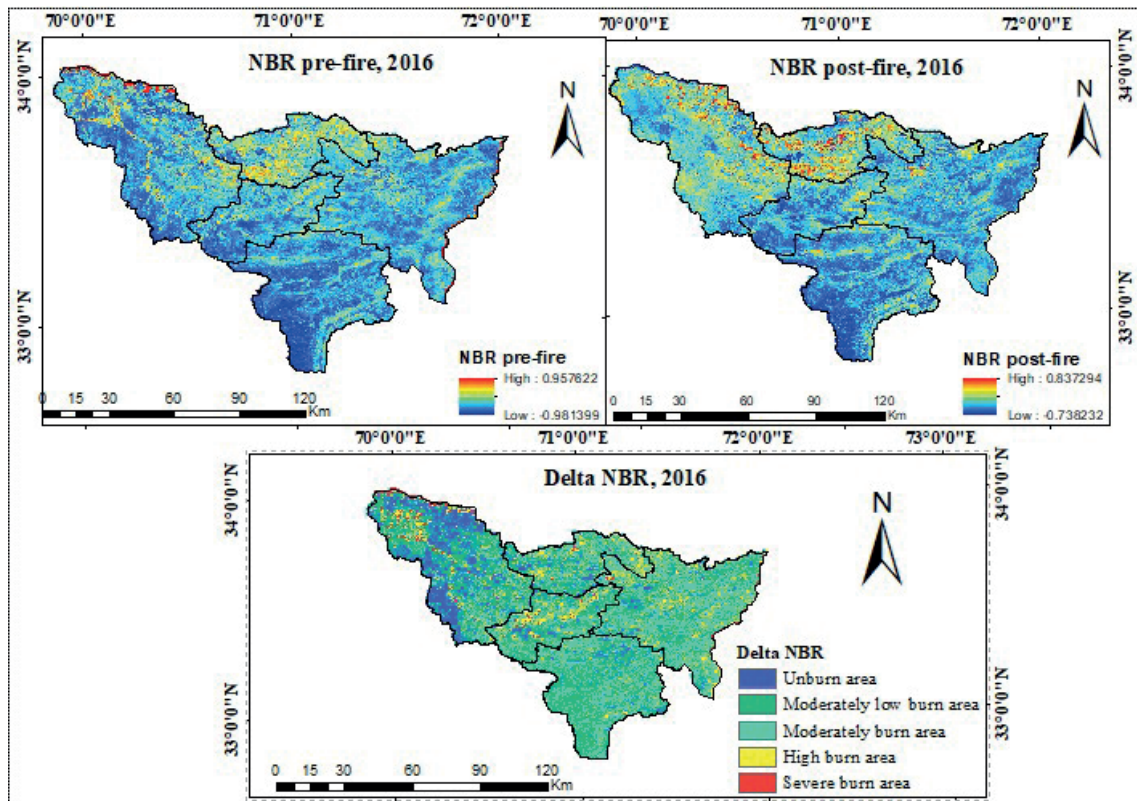 70°0'0"E 71°0'0"E 72°0'0"E
NBR pre-fire, 2016
N
34°0'0"N
33°0'0"N
NBR pre-fire
High : 0.957622
Low : -0.981399
0 15 30 60 90 120
Km
70°0'0"E 71°0'0"E 72°0'0"E
NBR post-fire, 2016
N
34°0'0"N
33°0'0"N
NBR post-fire
High : 0.837294
Low : -0.738232
0 15 30 60 90 120
Km
70°0'0"E 71°0'0"E 72°0'0"E 73°0'0"E
Delta NBR, 2016
N
34°0'0"N
34°0'0"N
33°0'0"N
33°0'0"N
Delta NBR
Unburn area
Moderately low burn area
Moderately burn area
High burn area
Severe burn area
0 15 30 60 90 120
Km